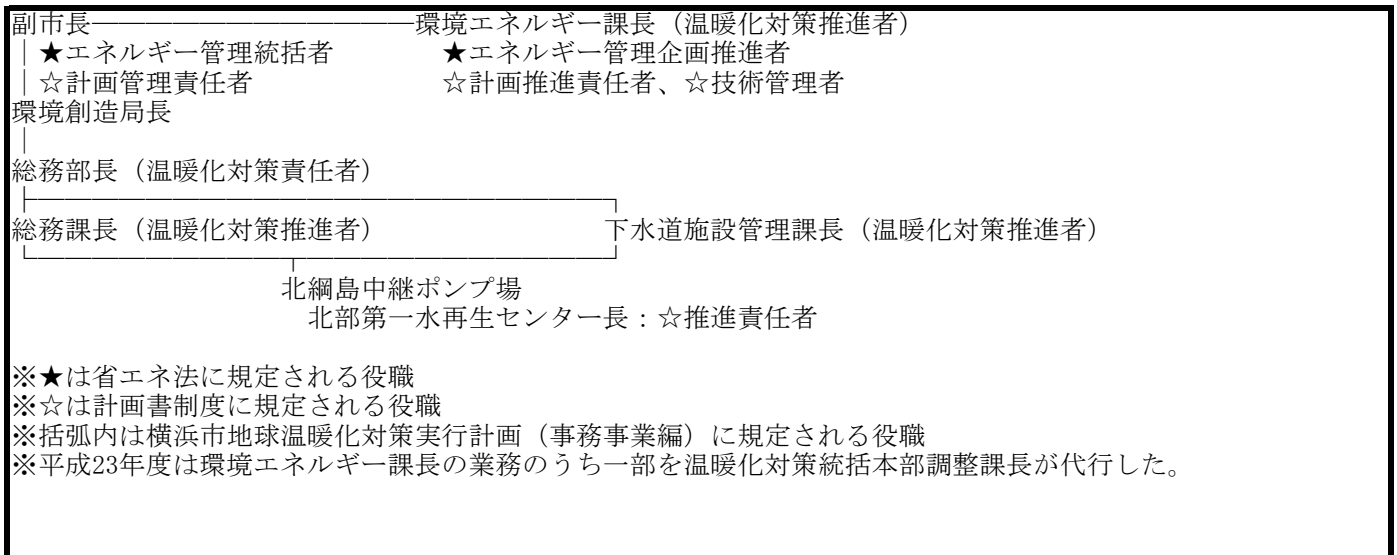 副市長────────────環境エネルギー課長（温暖化対策推進者）
｜★エネルギー管理統括者　　　　★エネルギー管理企画推進者
｜☆計画管理責任者　　　　　　　☆計画推進責任者、☆技術管理者
環境創造局長
｜
総務部長（温暖化対策責任者）
├─────────────────────┐
総務課長（温暖化対策推進者）　　　　　　　　　下水道施設管理課長（温暖化対策推進者）
└──────────┬───────────┘
北綱島中継ポンプ場
北部第一水再生センター長：☆推進責任者
※★は省エネ法に規定される役職
※☆は計画書制度に規定される役職
※括弧内は横浜市地球温暖化対策実行計画（事務事業編）に規定される役職
※平成23年度は環境エネルギー課長の業務のうち一部を温暖化対策統括本部調整課長が代行した。